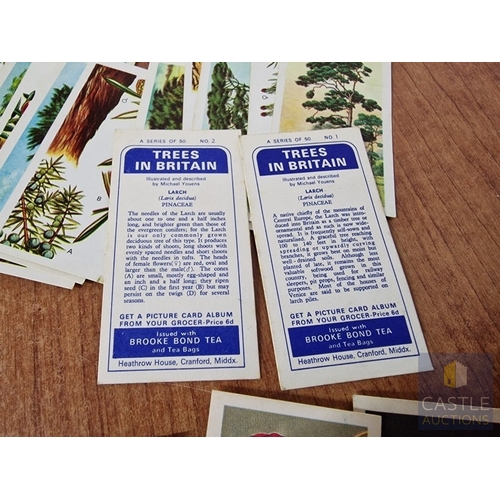 A SERIES OF 50   NO. 2
TREES
IN BRITAIN
Illustrated and described
by Michael Youens
LARCH
(Larix decidua)
PINACEAE
The needles of the Larch are usually
about one to one and a half inches
long, and brighter green than those of
the evergreen conifers; for the Larch
is our only commonly grown
deciduous tree of this type. It produces
two kinds of shoots, long shoots with
evenly spaced needles and short shoots
with needles in tufts. The heads
of female flowers(♀) are red, oval and
larger than the male(♂). The cones
(A) are small, mostly egg-shaped and
an inch and a half long; they ripen
seed (C) in the first year (B) but may
persist on the twigs (D) for several
seasons.
GET A PICTURE CARD ALBUM
FROM YOUR GROCER-Price 6d
Issued with
BROOKE BOND TEA
and Tea Bags
Heathrow House, Cranford, Middx.
A SERIES OF 50   NO. 1
TREES
IN BRITAIN
Illustrated and described
by Michael Youens
LARCH
(Larix decidua)
PINACEAE
A native chiefly of the mountains of
Central Europe, the Larch was intro-
duced into Britain as a timber tree or
ornamental and as such is now wide-
spread. It is frequently self-sown and
naturalised. A graceful tree reaching
100 to 140 feet in height, with
spreading or upwardly curving
branches, it grows best on moist but
well-drained soils. Although less
planted of late, it remains the most
valuable softwood grown in this
country, being used for railway
sleepers, pit props, fencing and similar
purposes. Most of the houses of
Venice are said to be supported on
larch piles.
GET A PICTURE CARD ALBUM
FROM YOUR GROCER-Price 6d
Issued with
BROOKE BOND TEA
and Tea Bags
Heathrow House, Cranford, Middx.
A
A
CASTLE
AUCTIONS